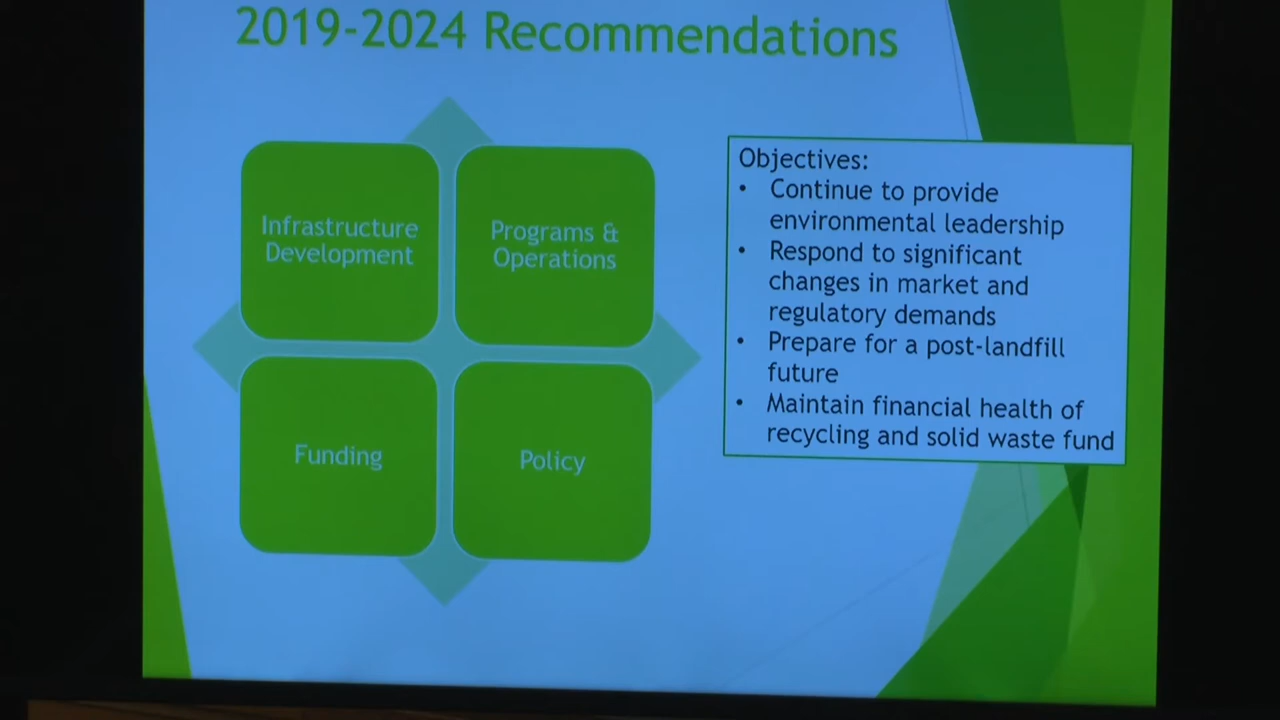 2019-2024 Recommendations
Infrastructure
Development
Programs &
Operations
Funding
Policy
Objectives:
• Continue to provide
environmental leadership
• Respond to significant
changes in market and
regulatory demands
• Prepare for a post-landfill
future
• Maintain financial health of
recycling and solid waste fund